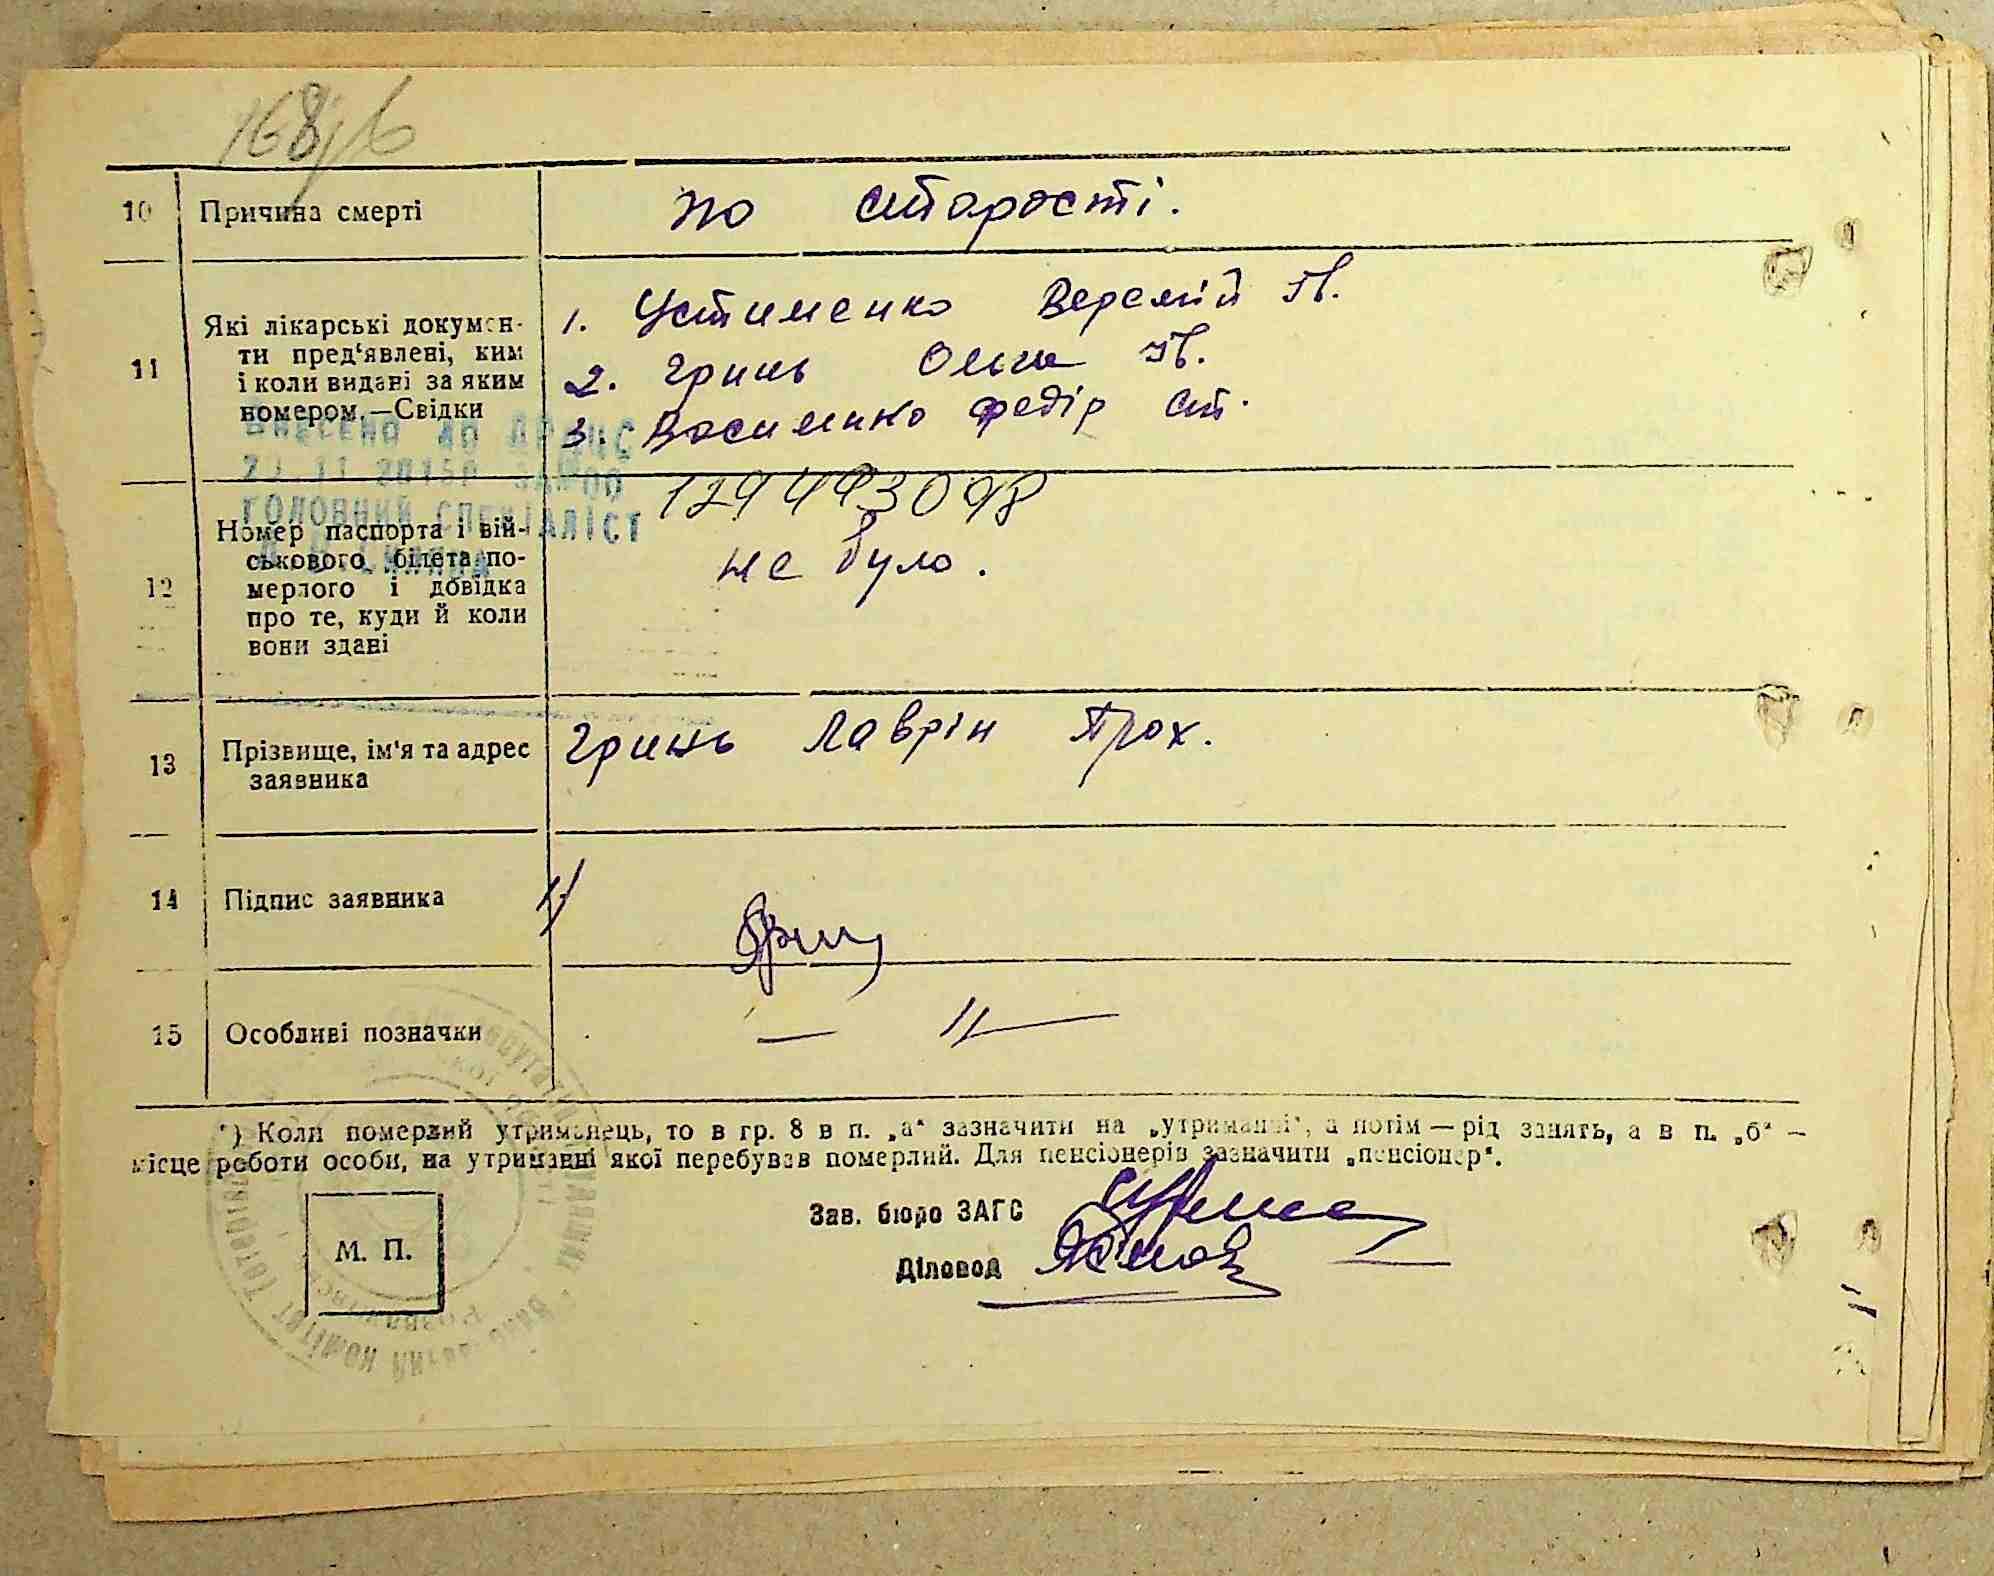 10 Причина смерті по старості.
11 Які лікарські докумен-
ти пред'явлені, ким
і коли видані за яким
номером.—Свідки
1. Устименко Веремій Ів.
2. Гринь Ольга Ів.
3. Восименко Федір Ст.
Внесено до ДРАЦС
ГОЛОВНИЙ СПЕЦІАЛІСТ
12 Номер паспорта і вій-
ськового білета по-
мерлого і довідка
про те, куди й коли
вони здані
не було.
13 Прізвище, ім'я та адрес
заявника
Гринь Лаврін Прох.
14 Підпис заявника
15 Особливі позначки — 11 —
*) Коли померлий утриманець, то в гр. 8 в п. „а" зазначити на „утриманні", а потім — рід занять, а в п. „б" –
місце роботи особи, на утриманні якої перебував померлий. Для пенсіонерів зазначити „пенсіонер".
Зав. бюро ЗАГС
М. П.
Діловод